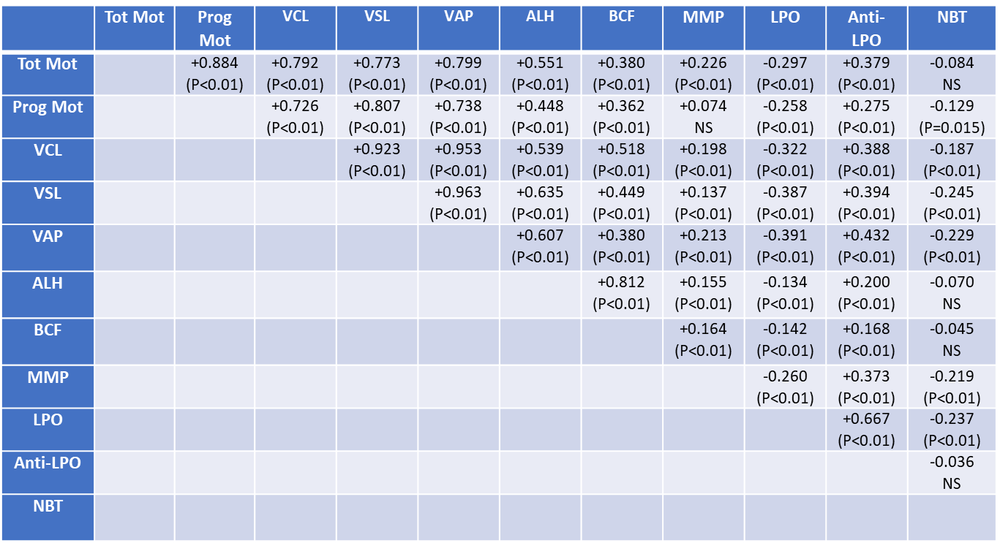 Tot Mot Prog Mot VCL VSL VAP ALH BCF MMP LPO Anti-LPO NBT
Tot Mot +0.884 +0.792 +0.773 +0.799 +0.551 +0.380 +0.226 -0.297 +0.379 -0.084
(P<0.01) (P<0.01) (P<0.01) (P<0.01) (P<0.01) (P<0.01) (P<0.01) (P<0.01) (P<0.01) NS
Prog Mot +0.726 +0.807 +0.738 +0.448 +0.362 +0.074 -0.258 +0.275 -0.129
(P<0.01) (P<0.01) (P<0.01) (P<0.01) (P<0.01) NS (P<0.01) (P<0.01) (P=0.015)
VCL +0.923 +0.953 +0.539 +0.518 +0.198 -0.322 +0.388 -0.187
(P<0.01) (P<0.01) (P<0.01) (P<0.01) (P<0.01) (P<0.01) (P<0.01) (P<0.01)
VSL +0.963 +0.635 +0.449 +0.137 -0.387 +0.394 -0.245
(P<0.01) (P<0.01) (P<0.01) (P<0.01) (P<0.01) (P<0.01) (P<0.01)
VAP +0.607 +0.380 +0.213 -0.391 +0.432 -0.229
(P<0.01) (P<0.01) (P<0.01) (P<0.01) (P<0.01) (P<0.01)
ALH +0.812 +0.155 -0.134 +0.200 -0.070
(P<0.01) (P<0.01) (P<0.01) (P<0.01) NS
BCF +0.164 -0.142 +0.168 -0.045
(P<0.01) (P<0.01) (P<0.01) NS
MMP -0.260 +0.373 -0.219
(P<0.01) (P<0.01) (P<0.01)
LPO +0.667 -0.237
(P<0.01) (P<0.01)
Anti-LPO -0.036
NS
NBT